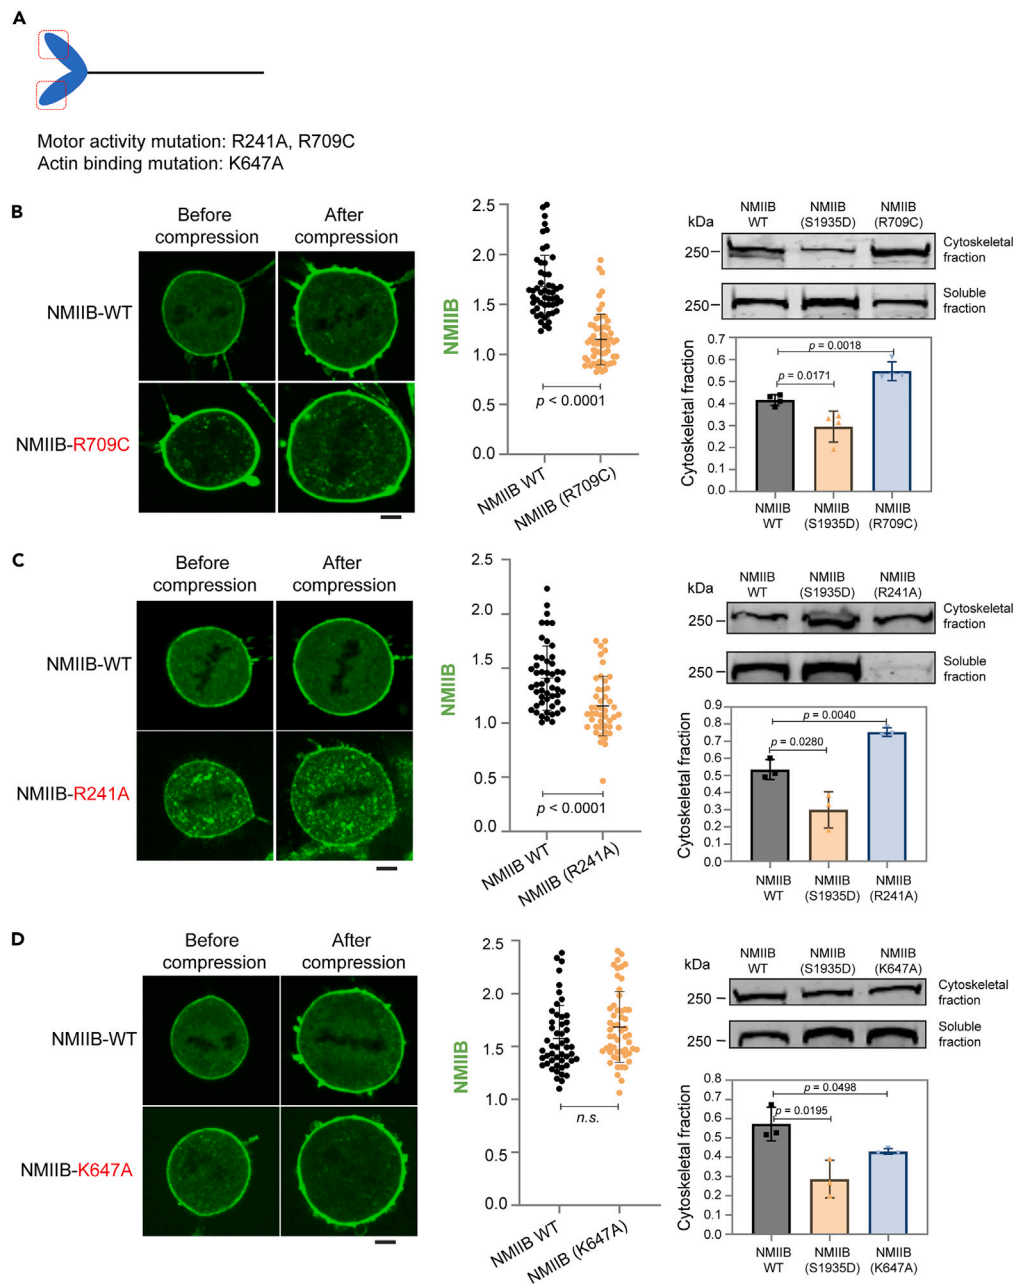 A
Motor activity mutation: R241A, R709C
Actin binding mutation: K647A
B
Before
compression
After
compression
NMIIB-WT
NMIIB-R709C
NMIIB
2.5
2.0
1.5
1.0
0.5
0.0
p < 0.0001
NMIIB WT
NMIIB (R709C)
kDa
NMIIB
WT
NMIIB
(S1935D)
NMIIB
(R709C)
250
Cytoskeletal
fraction
250
Soluble
fraction
Cytoskeletal fraction
0.7
0.6
0.5
0.4
0.3
0.2
0.1
0.0
p = 0.0018
p = 0.0171
NMIIB
WT
NMIIB
(S1935D)
NMIIB
(R709C)
C
Before
compression
After
compression
NMIIB-WT
NMIIB-R241A
NMIIB
2.5
2.0
1.5
1.0
0.5
0.0
p < 0.0001
NMIIB WT
NMIIB (R241A)
kDa
NMIIB
WT
NMIIB
(S1935D)
NMIIB
(R241A)
250
Cytoskeletal
fraction
250
Soluble
fraction
Cytoskeletal fraction
0.9
0.8
0.7
0.6
0.5
0.4
0.3
0.2
0.1
0.0
p = 0.0040
p = 0.0280
NMIIB
WT
NMIIB
(S1935D)
NMIIB
(R241A)
D
Before
compression
After
compression
NMIIB-WT
NMIIB-K647A
NMIIB
2.5
2.0
1.5
1.0
0.5
0.0
n.s.
NMIIB WT
NMIIB (K647A)
kDa
NMIIB
WT
NMIIB
(S1935D)
NMIIB
(K647A)
250
Cytoskeletal
fraction
250
Soluble
fraction
Cytoskeletal fraction
0.8
0.7
0.6
0.5
0.4
0.3
0.2
0.1
0.0
p = 0.0498
p = 0.0195
NMIIB
WT
NMIIB
(S1935D)
NMIIB
(K647A)